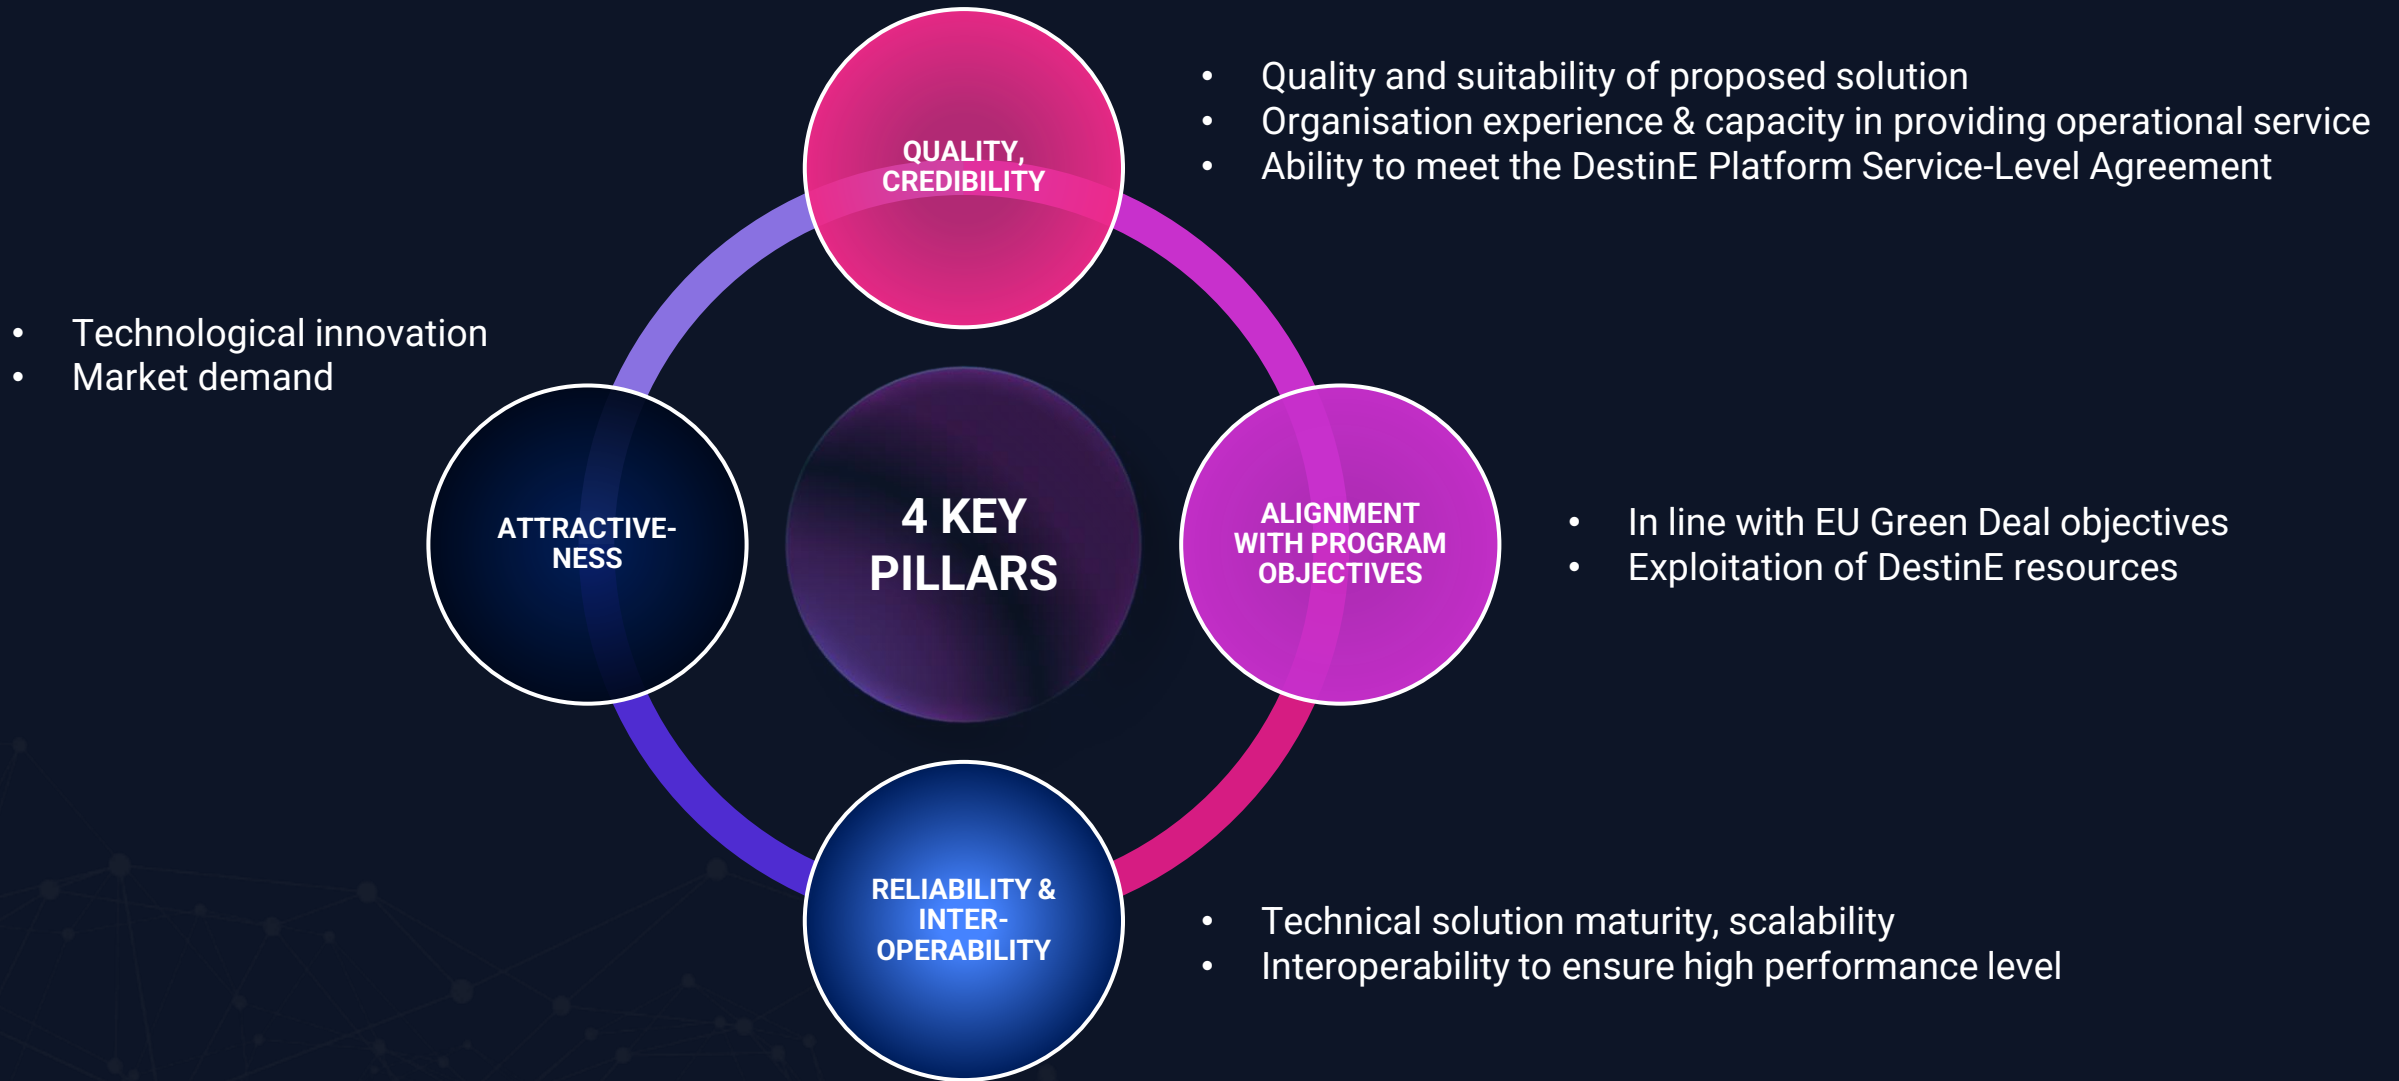 QUALITY,
CREDIBILITY
• Quality and suitability of proposed solution
• Organisation experience & capacity in providing operational service
• Ability to meet the DestinE Platform Service-Level Agreement
• Technological innovation
• Market demand
ATTRACTIVE-
NESS
4 KEY
PILLARS
ALIGNMENT
WITH PROGRAM
OBJECTIVES
• In line with EU Green Deal objectives
• Exploitation of DestinE resources
RELIABILITY &
INTER-
OPERABILITY
• Technical solution maturity, scalability
• Interoperability to ensure high performance level